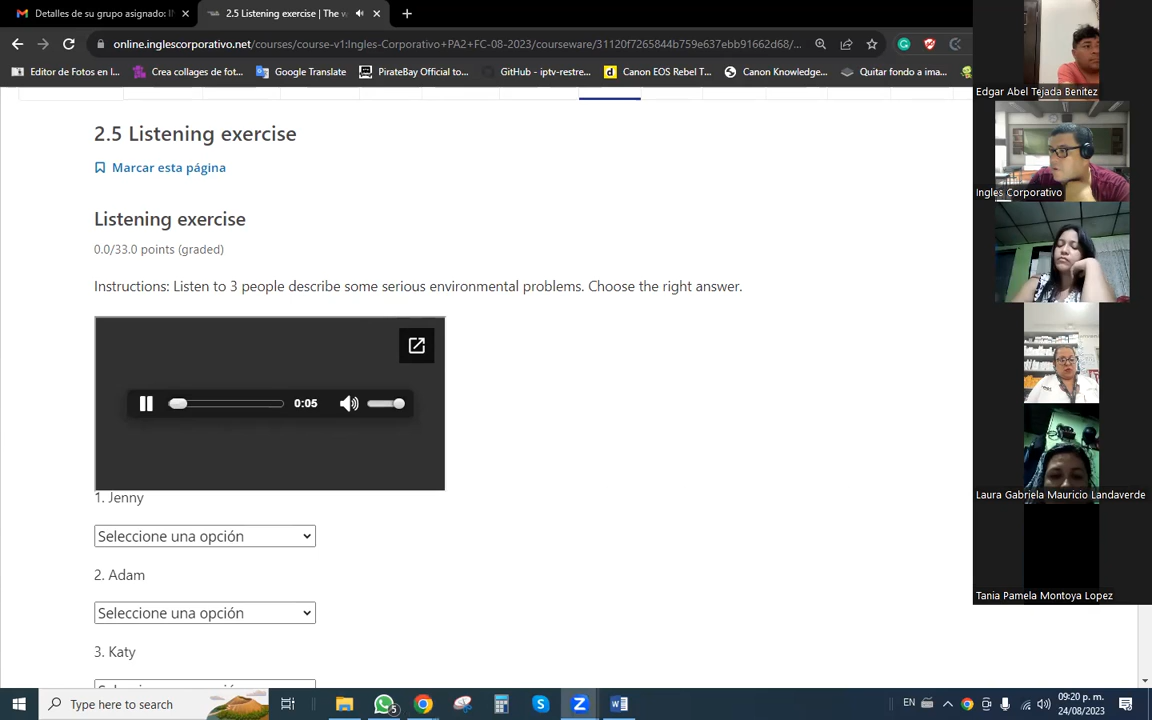 Detalles de su grupo asignado: I
2.5 Listening exercise | The w
online.inglescorporativo.net/courses/course-v1:Ingles-Corporativo+PA2+FC-08-2023/courseware/31120f7265844b759e637ebb91662d68/...
Editor de Fotos en l...
Crea collages de fot...
Google Translate
PirateBay Official to...
GitHub - iptv-restre...
Canon EOS Rebel T...
Canon Knowledge...
Quitar fondo a ima...
2.5 Listening exercise
Marcar esta página
Listening exercise
0.0/33.0 points (graded)
Instructions: Listen to 3 people describe some serious environmental problems. Choose the right answer.
0:05
1. Jenny
Seleccione una opción
2. Adam
Seleccione una opción
3. Katy
Edgar Abel Tejada Benitez
Ingles Corporativo
Laura Gabriela Mauricio Landaverde
Tania Pamela Montoya Lopez
Type here to search
5
EN
09:20 p. m.
24/08/2023